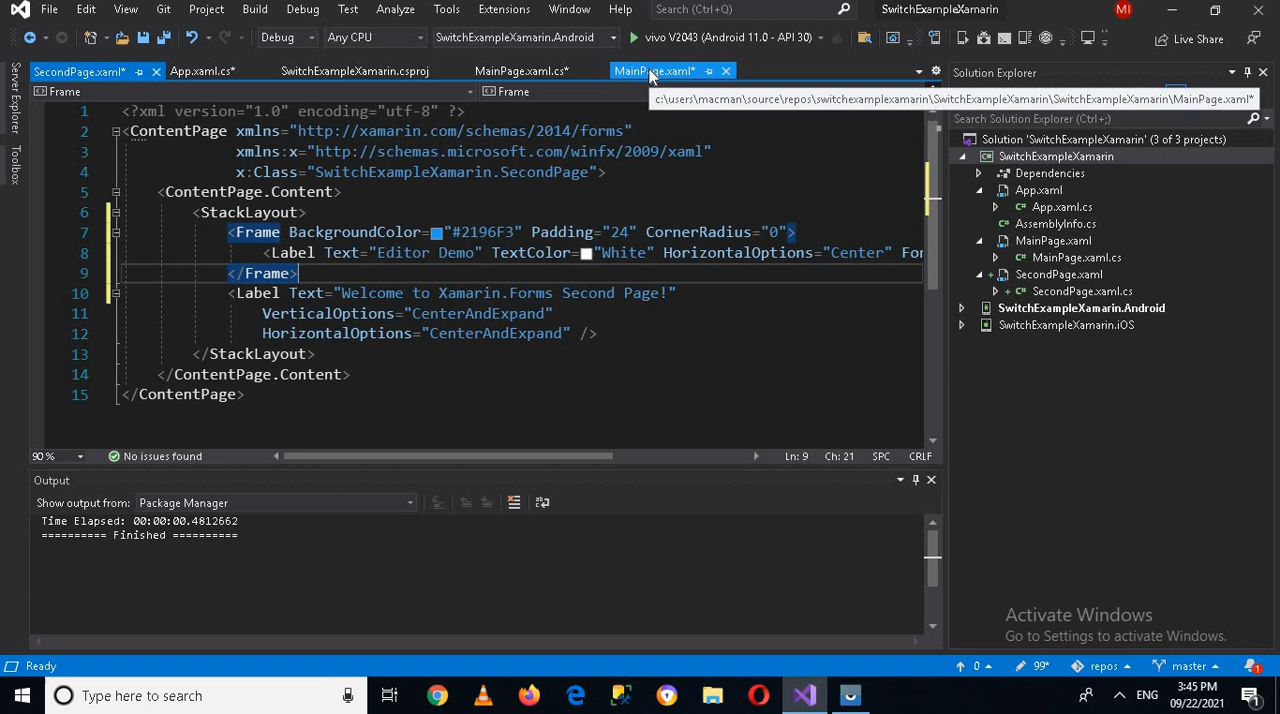 File Edit View Git Project Build Debug Test Analyze Tools Extensions Window Help Search (Ctrl+Q) SwitchExampleXamarin MI
Debug Any CPU SwitchExampleXamarin.Android vivo V2043 (Android 11.0 - API 30) Live Share
SecondPage.xaml* App.xaml.cs* SwitchExampleXamarin.csproj MainPage.xaml.cs* MainPage.xaml*
Frame Frame
c:\users\macman\source\repos\switchexamplexamarin\SwitchExampleXamarin\SwitchExampleXamarin\MainPage.xaml*
Server Explorer
Toolbox
1 <?xml version="1.0" encoding="utf-8" ?>
2 <ContentPage xmlns="http://xamarin.com/schemas/2014/forms"
3 xmlns:x="http://schemas.microsoft.com/winfx/2009/xaml"
4 x:Class="SwitchExampleXamarin.SecondPage">
5 <ContentPage.Content>
6 <StackLayout>
7 <Frame BackgroundColor="#2196F3" Padding="24" CornerRadius="0">
8 <Label Text="Editor Demo" TextColor="White" HorizontalOptions="Center" Fo
9 </Frame>
10 <Label Text="Welcome to Xamarin.Forms Second Page!"
11 VerticalOptions="CenterAndExpand"
12 HorizontalOptions="CenterAndExpand" />
13 </StackLayout>
14 </ContentPage.Content>
15 </ContentPage>
90 % No issues found Ln: 9 Ch: 21 SPC CRLF
Output
Show output from: Package Manager
Time Elapsed: 00:00:00.4812662
========== Finished ==========
Solution Explorer
Search Solution Explorer (Ctrl+;)
Solution 'SwitchExampleXamarin' (3 of 3 projects)
SwitchExampleXamarin
Dependencies
App.xaml
App.xaml.cs
AssemblyInfo.cs
MainPage.xaml
MainPage.xaml.cs
SecondPage.xaml
SecondPage.xaml.cs
SwitchExampleXamarin.Android
SwitchExampleXamarin.iOS
Activate Windows
Go to Settings to activate Windows.
Ready 0 99* repos master 1
Type here to search ENG 3:45 PM
09/22/2021 1